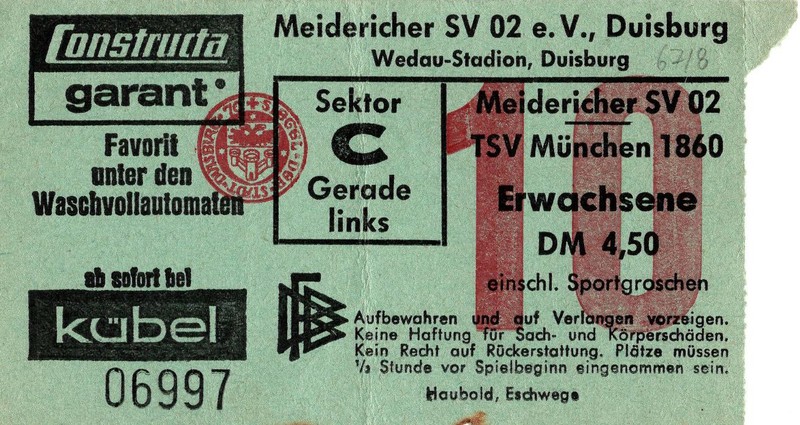 Constructa
garant
Favorit
unter den
Waschvollautomaten
ab sofort bei
kübel
06997
Meidericher SV 02 e. V., Duisburg
Wedau-Stadion, Duisburg
67/8
Sektor
C
Gerade
links
10
Meidericher SV 02
TSV München 1860
Erwachsene
DM 4,50
einschl. Sportgroschen
DFB
Aufbewahren und auf Verlangen vorzeigen.
Keine Haftung für Sach- und Körperschäden.
Kein Recht auf Rückerstattung. Plätze müssen
½ Stunde vor Spielbeginn eingenommen sein.
Haubold, Eschwege